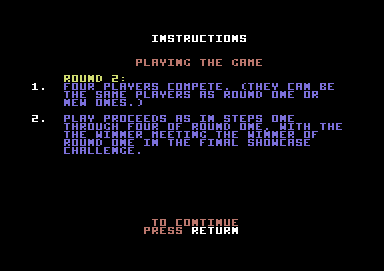 INSTRUCTIONS
PLAYING THE GAME
ROUND 2:
1. FOUR PLAYERS COMPETE. (THEY CAN BE
THE SAME PLAYERS AS ROUND ONE OR
NEW ONES.)
2. PLAY PROCEEDS AS IN STEPS ONE
THROUGH FOUR OF ROUND ONE, WITH THE
THE WINNER MEETING THE WINNER OF
ROUND ONE IN THE FINAL SHOWCASE
CHALLENGE.
TO CONTINUE
PRESS RETURN